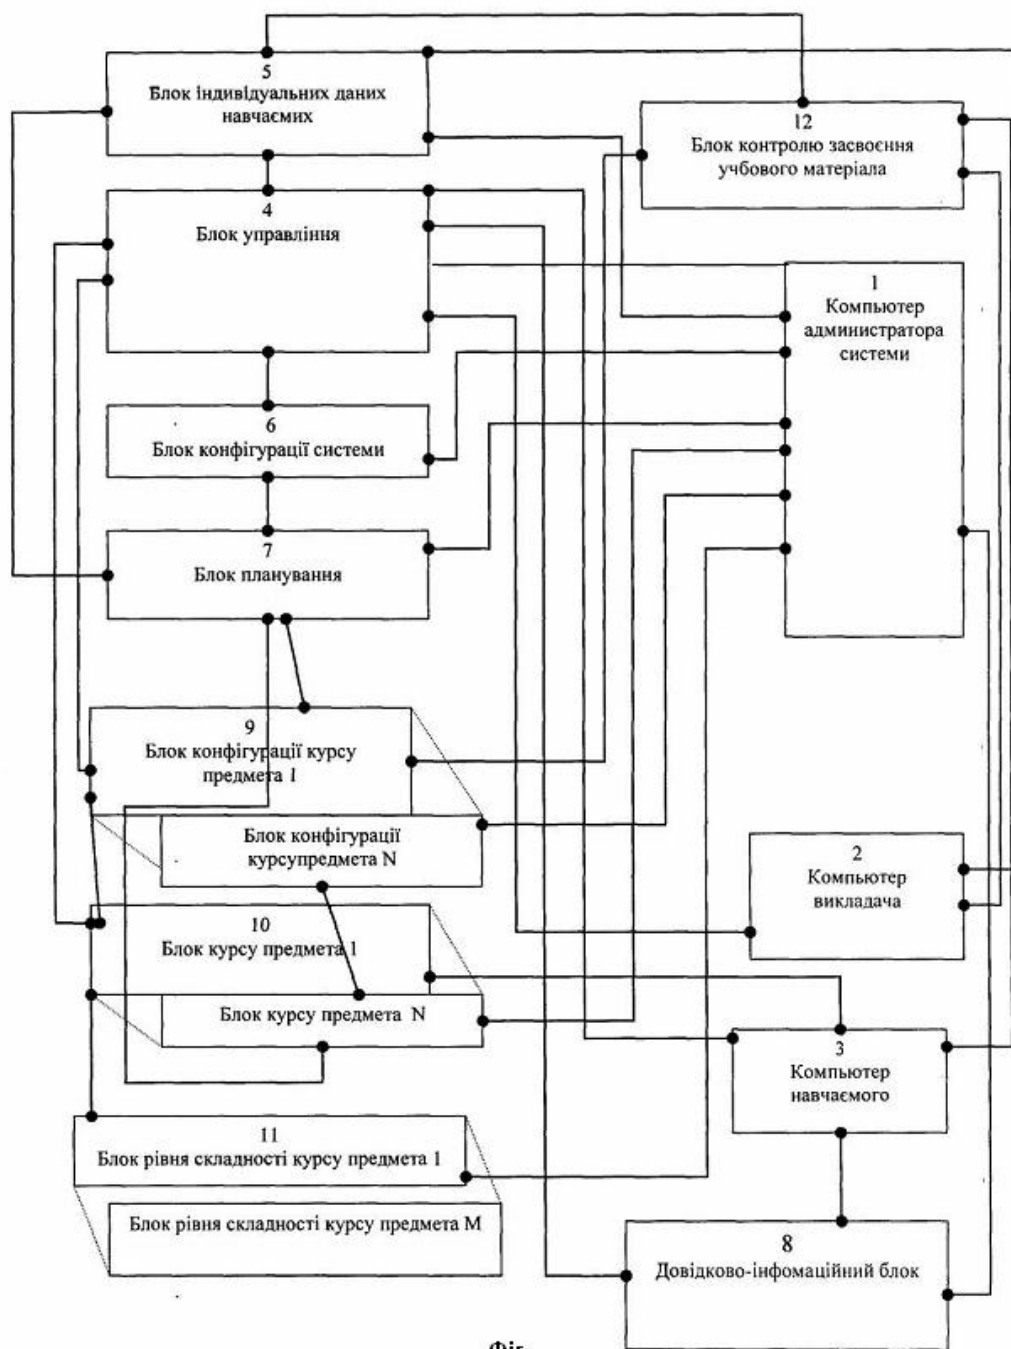 5
Блок індивідуальних даних
навчаємих
12
Блок контролю засвоєння
учбового матеріала
4
Блок управління
1
Компьютер
администратора
системи
6
Блок конфігурації системи
7
Блок планування
9
Блок конфігурації курсу
предмета 1
Блок конфігурації
курсупредмета N
2
Компьютер
викладача
10
Блок курсу предмета 1
Блок курсу предмета N
3
Компьютер
навчаємого
11
Блок рівня складності курсу предмета 1
Блок рівня складності курсу предмета М
8
Довідково-інфомаційний блок
Фіг